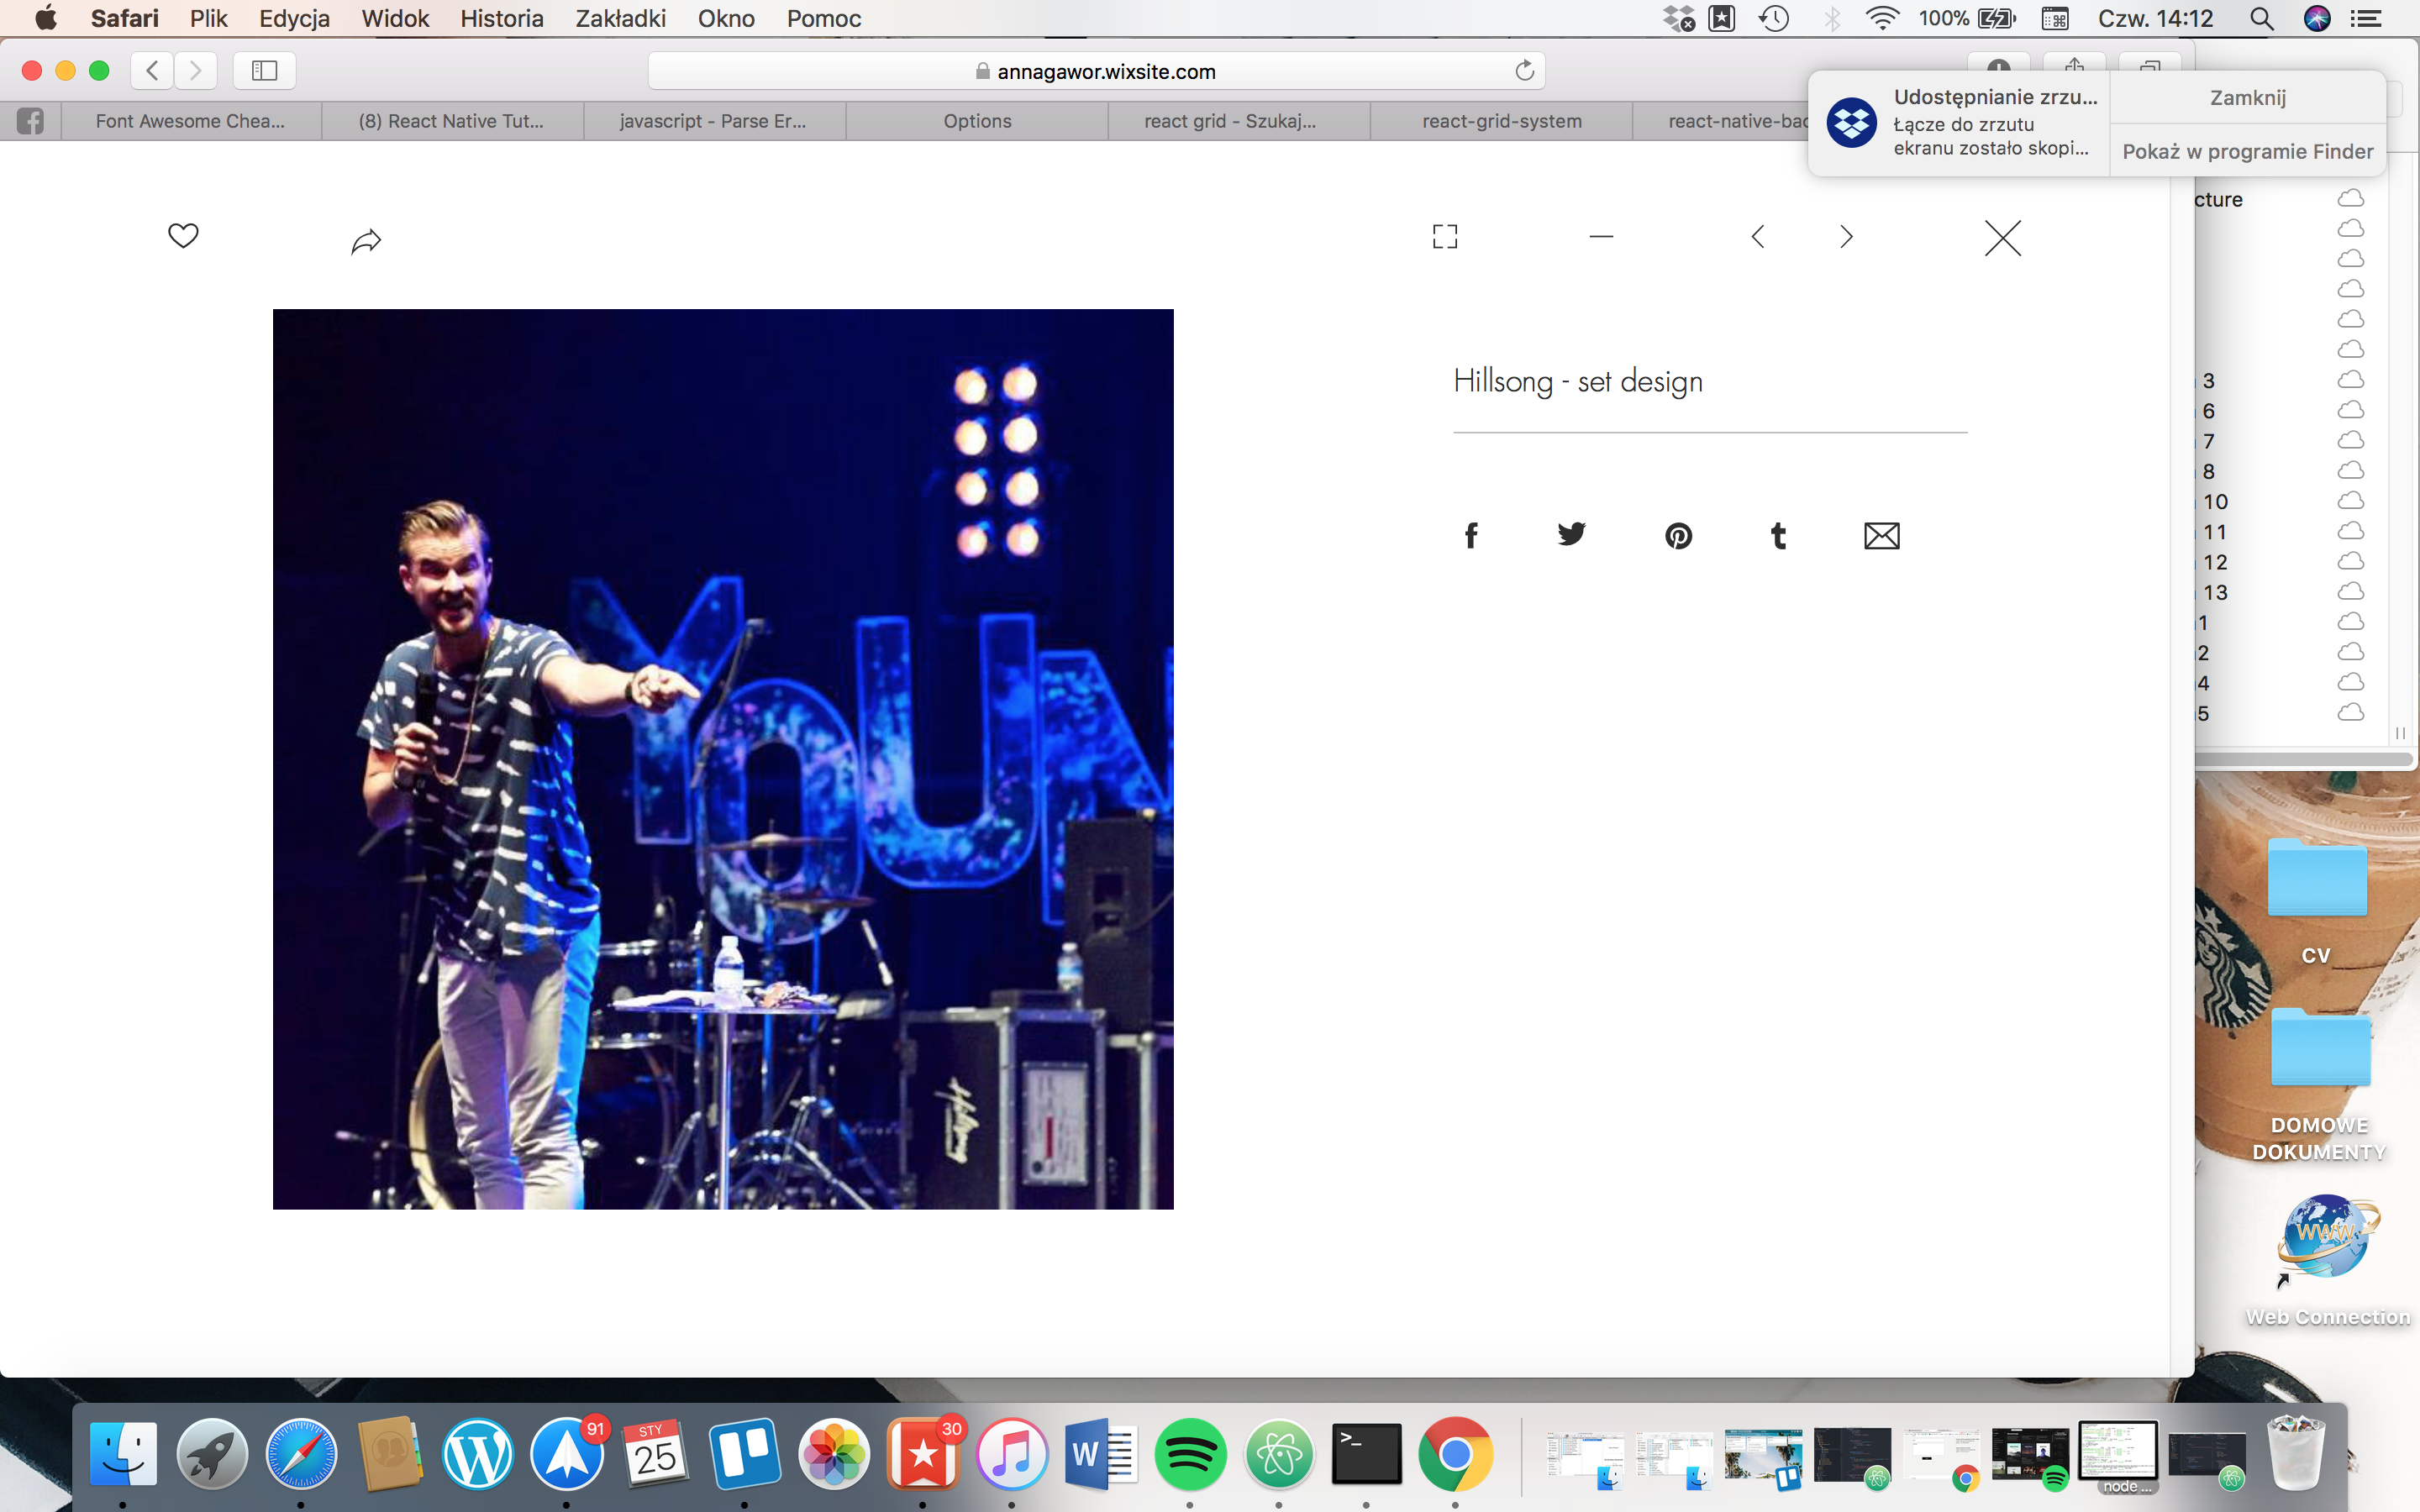 Safari Plik Edycja Widok Historia Zakładki Okno Pomoc 100% Czw. 14:12
annagawor.wixsite.com
Font Awesome Chea... (8) React Native Tut... javascript - Parse Er... Options react grid - Szukaj... react-grid-system react-native-bac
Udostępnianie zrzu...
Łącze do zrzutu
ekranu zostało skopi...
Zamknij
Pokaż w programie Finder
Hillsong - set design
f t
YOUN
Hillsong
cture
3
6
7
8
10
11
12
13
1
2
4
5
CV
DOMOWE
DOKUMENTY
WWW
Web Connection
91
STY
25
30
W
>_
node ...